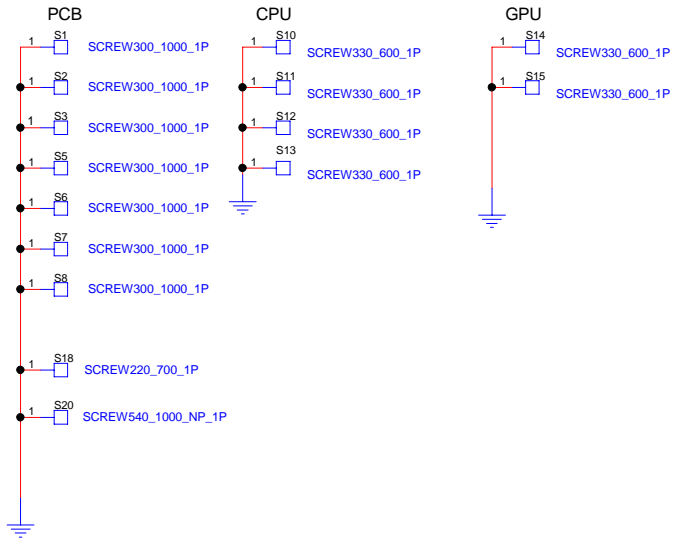 PCB CPU GPU
S1
1 SCREW300_1000_1P
S2
1 SCREW300_1000_1P
S3
1 SCREW300_1000_1P
S5
1 SCREW300_1000_1P
S6
1 SCREW300_1000_1P
S7
1 SCREW300_1000_1P
S8
1 SCREW300_1000_1P
S18
1 SCREW220_700_1P
S20
1 SCREW540_1000_NP_1P
S10
1 SCREW330_600_1P
S11
1 SCREW330_600_1P
S12
1 SCREW330_600_1P
S13
1 SCREW330_600_1P
S14
1 SCREW330_600_1P
S15
1 SCREW330_600_1P